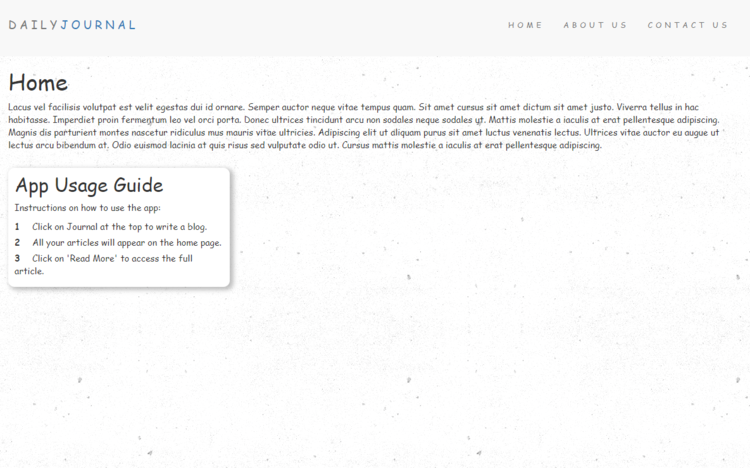 DAILYJOURNAL
HOME ABOUT US CONTACT US
Home
Lacus vel facilisis volutpat est velit egestas dui id ornare. Semper auctor neque vitae tempus quam. Sit amet cursus sit amet dictum sit amet justo. Viverra tellus in hac
habitasse. Imperdiet proin fermentum leo vel orci porta. Donec ultrices tincidunt arcu non sodales neque sodales ut. Mattis molestie a iaculis at erat pellentesque adipiscing.
Magnis dis parturient montes nascetur ridiculus mus mauris vitae ultricies. Adipiscing elit ut aliquam purus sit amet luctus venenatis lectus. Ultrices vitae auctor eu augue ut
lectus arcu bibendum at. Odio euismod lacinia at quis risus sed vulputate odio ut. Cursus mattis molestie a iaculis at erat pellentesque adipiscing.
App Usage Guide
Instructions on how to use the app:
1 Click on Journal at the top to write a blog.
2 All your articles will appear on the home page.
3 Click on 'Read More' to access the full
article.